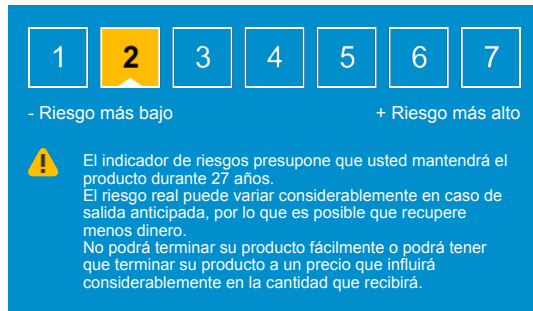 1 2 3 4 5 6 7
- Riesgo más bajo + Riesgo más alto
El indicador de riesgos presupone que usted mantendrá el
producto durante 27 años.
El riesgo real puede variar considerablemente en caso de
salida anticipada, por lo que es posible que recupere
menos dinero.
No podrá terminar su producto fácilmente o podrá tener
que terminar su producto a un precio que influirá
considerablemente en la cantidad que recibirá.